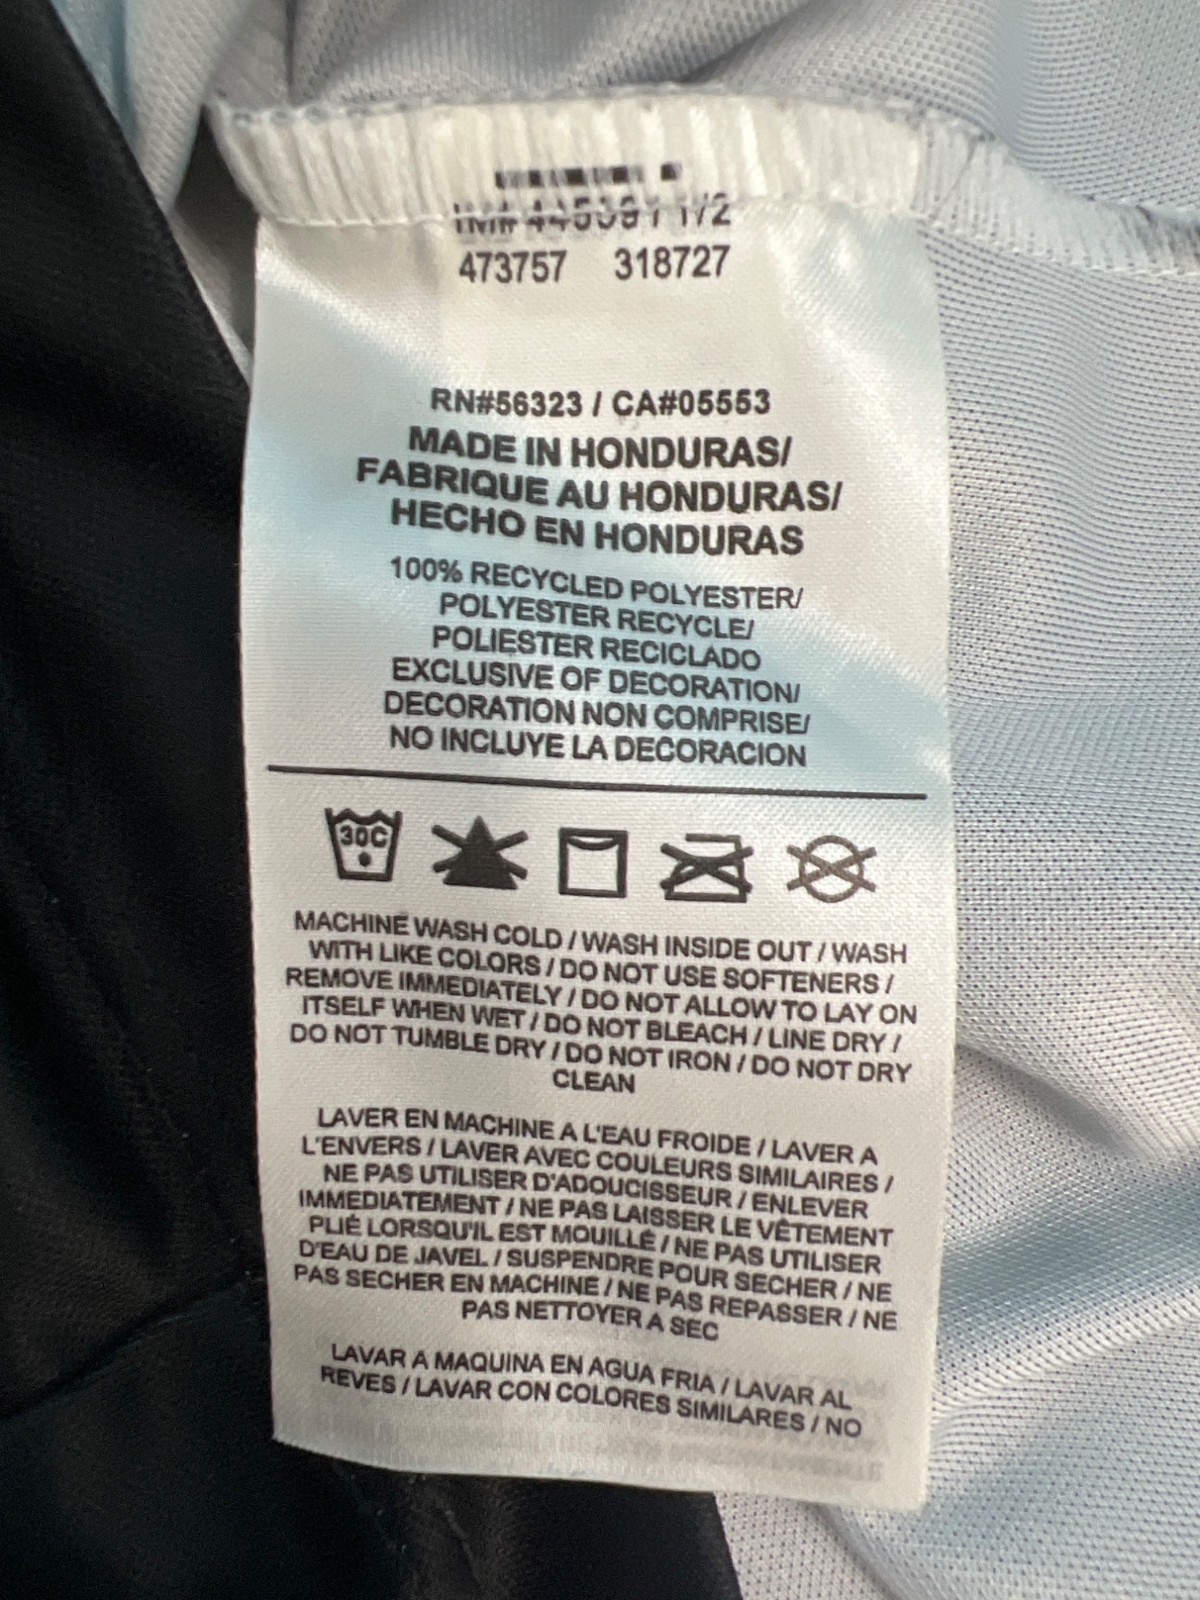 1/2
473757 318727
RN#56323 / CA#05553
MADE IN HONDURAS/
FABRIQUE AU HONDURAS/
HECHO EN HONDURAS
100% RECYCLED POLYESTER/
POLYESTER RECYCLE/
POLIESTER RECICLADO
EXCLUSIVE OF DECORATION/
DECORATION NON COMPRISE/
NO INCLUYE LA DECORACION
30C
MACHINE WASH COLD / WASH INSIDE OUT / WASH
WITH LIKE COLORS / DO NOT USE SOFTENERS /
REMOVE IMMEDIATELY / DO NOT ALLOW TO LAY ON
ITSELF WHEN WET / DO NOT BLEACH / LINE DRY /
DO NOT TUMBLE DRY / DO NOT IRON / DO NOT DRY
CLEAN
LAVER EN MACHINE A L'EAU FROIDE / LAVER A
L'ENVERS / LAVER AVEC COULEURS SIMILAIRES /
NE PAS UTILISER D'ADOUCISSEUR / ENLEVER
IMMEDIATEMENT / NE PAS LAISSER LE VÊTEMENT
PLIÉ LORSQU'IL EST MOUILLÉ / NE PAS UTILISER
D'EAU DE JAVEL / SUSPENDRE POUR SECHER / NE
PAS SECHER EN MACHINE / NE PAS REPASSER / NE
PAS NETTOYER A SEC
LAVAR A MAQUINA EN AGUA FRIA / LAVAR AL
REVES / LAVAR CON COLORES SIMILARES / NO